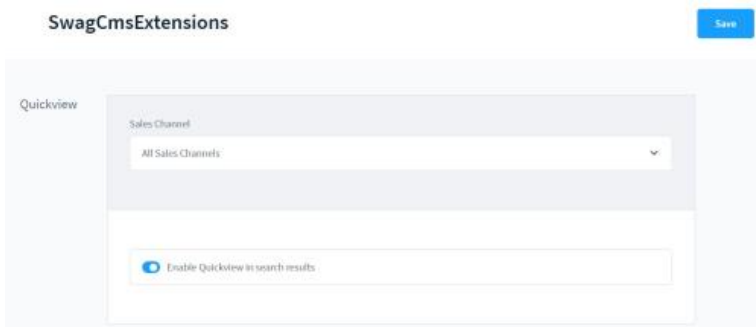 SwagCmsExtensions
Save
Quickview
Sales Channel
All Sales Channels
Enable Quickview in search results